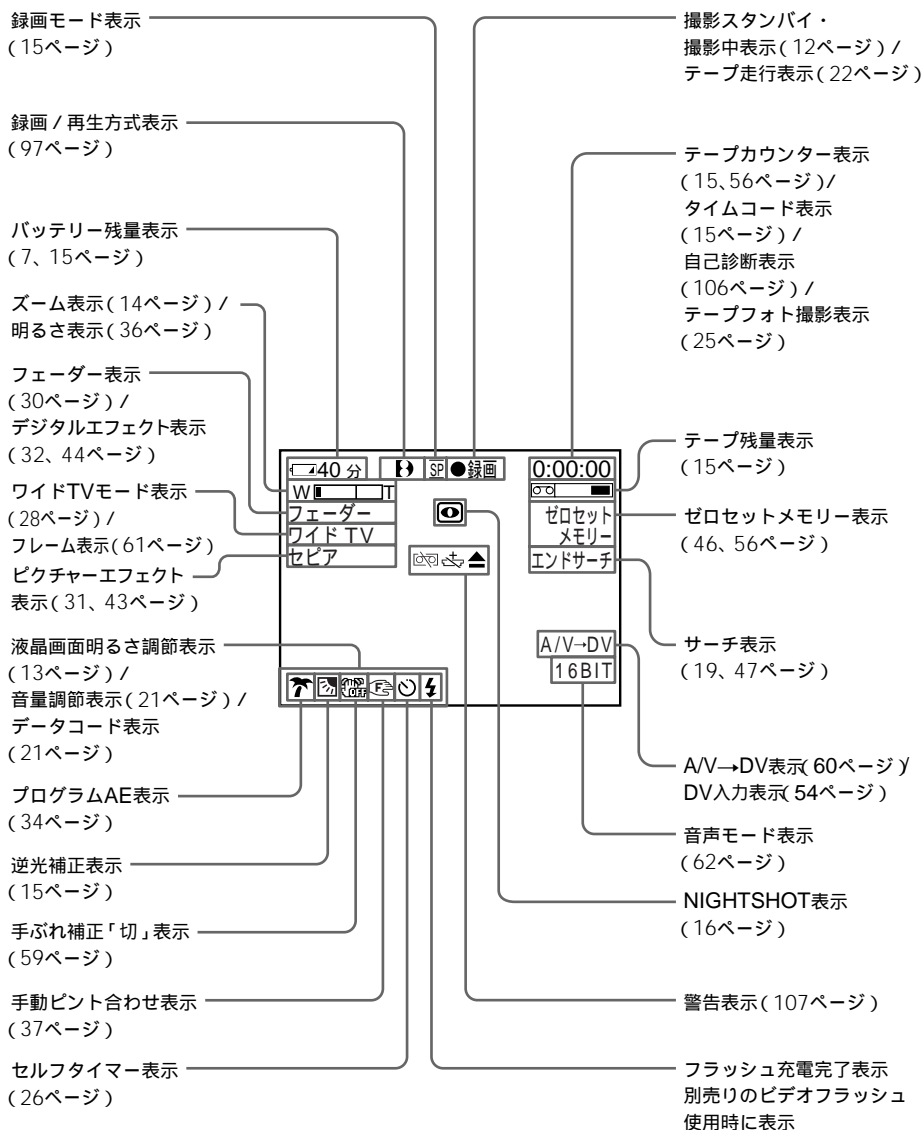 録画モード表示
(15ページ)
録画 / 再生方式表示
(97ページ)
バッテリー残量表示
(7、15ページ)
ズーム表示(14ページ) /
明るさ表示(36ページ)
フェーダー表示
(30ページ) /
デジタルエフェクト表示
(32、44ページ)
ワイドTVモード表示
(28ページ) /
フレーム表示(61ページ)
ピクチャーエフェクト
表示(31、43ページ)
液晶画面明るさ調節表示
(13ページ) /
音量調節表示(21ページ) /
データコード表示
(21ページ)
プログラムAE表示
(34ページ)
逆光補正表示
(15ページ)
手ぶれ補正「切」表示
(59ページ)
手動ピント合わせ表示
(37ページ)
セルフタイマー表示
(26ページ)
40 分
SP ●録画
0:00:00
W T
フェーダー
ワイド TV
セピア
ゼロセット
メモリー
エンドサーチ
A/V→DV
16BIT
OFF
F
撮影スタンバイ・
撮影中表示(12ページ) /
テープ走行表示(22ページ)
テープカウンター表示
(15、56ページ) /
タイムコード表示
(15ページ) /
自己診断表示
(106ページ) /
テープフォト撮影表示
(25ページ)
テープ残量表示
(15ページ)
ゼロセットメモリー表示
(46、56ページ)
サーチ表示
(19、47ページ)
A/V→DV表示(60ページ)/
DV入力表示(54ページ)
音声モード表示
(62ページ)
NIGHTSHOT表示
(16ページ)
警告表示(107ページ)
フラッシュ充電完了表示
別売りのビデオフラッシュ
使用時に表示